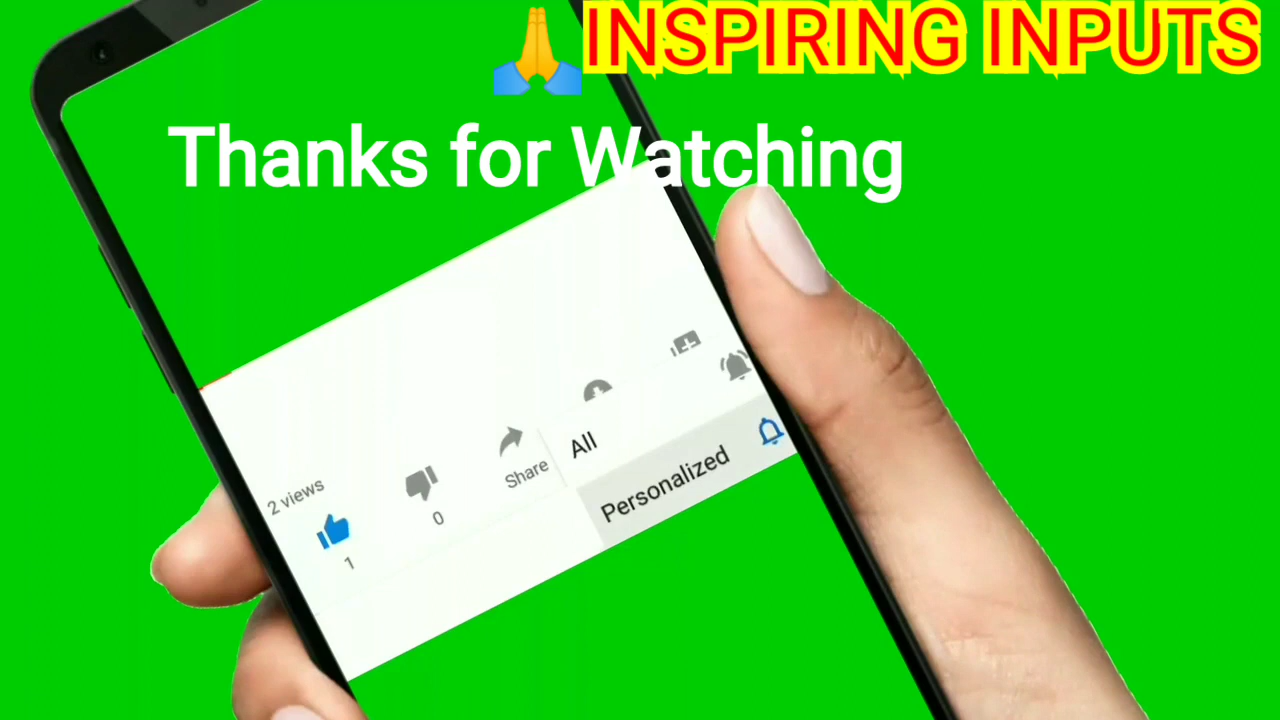 🙏INSPIRING INPUTS
Thanks for Watching
All
Personalized
Share
2 views
0
1